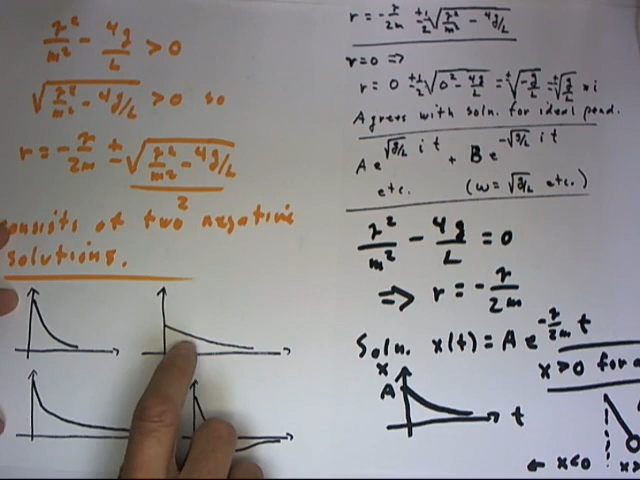 γ²/m² - 4g/L > 0
√(γ²/m² - 4g/L) > 0 so
r = -γ/2m ± √(γ²/m² - 4g/L)/2
consists of two negative
solutions.
r = -γ/2m ± 1/2 √(γ²/m² - 4g/L)
γ=0 ⇒
r = 0 ± 1/2 √(0² - 4g/L) = ±√(-g/L) = ±√(g/L) * i
Agrees with soln. for ideal pend.
A e^(√(g/L) i t) + B e^(-√(g/L) i t)
etc. (ω = √(g/L) etc.)
γ²/m² - 4g/L = 0
⇒ r = -γ/2m
Soln. x(t) = A e^(-γ/2m t)
x>0 for a
x
A
t
← x<0 x>